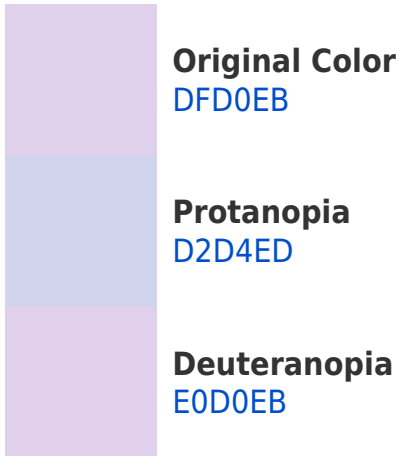 Original Color
DFD0EB
Protanopia
D2D4ED
Deuteranopia
E0D0EB